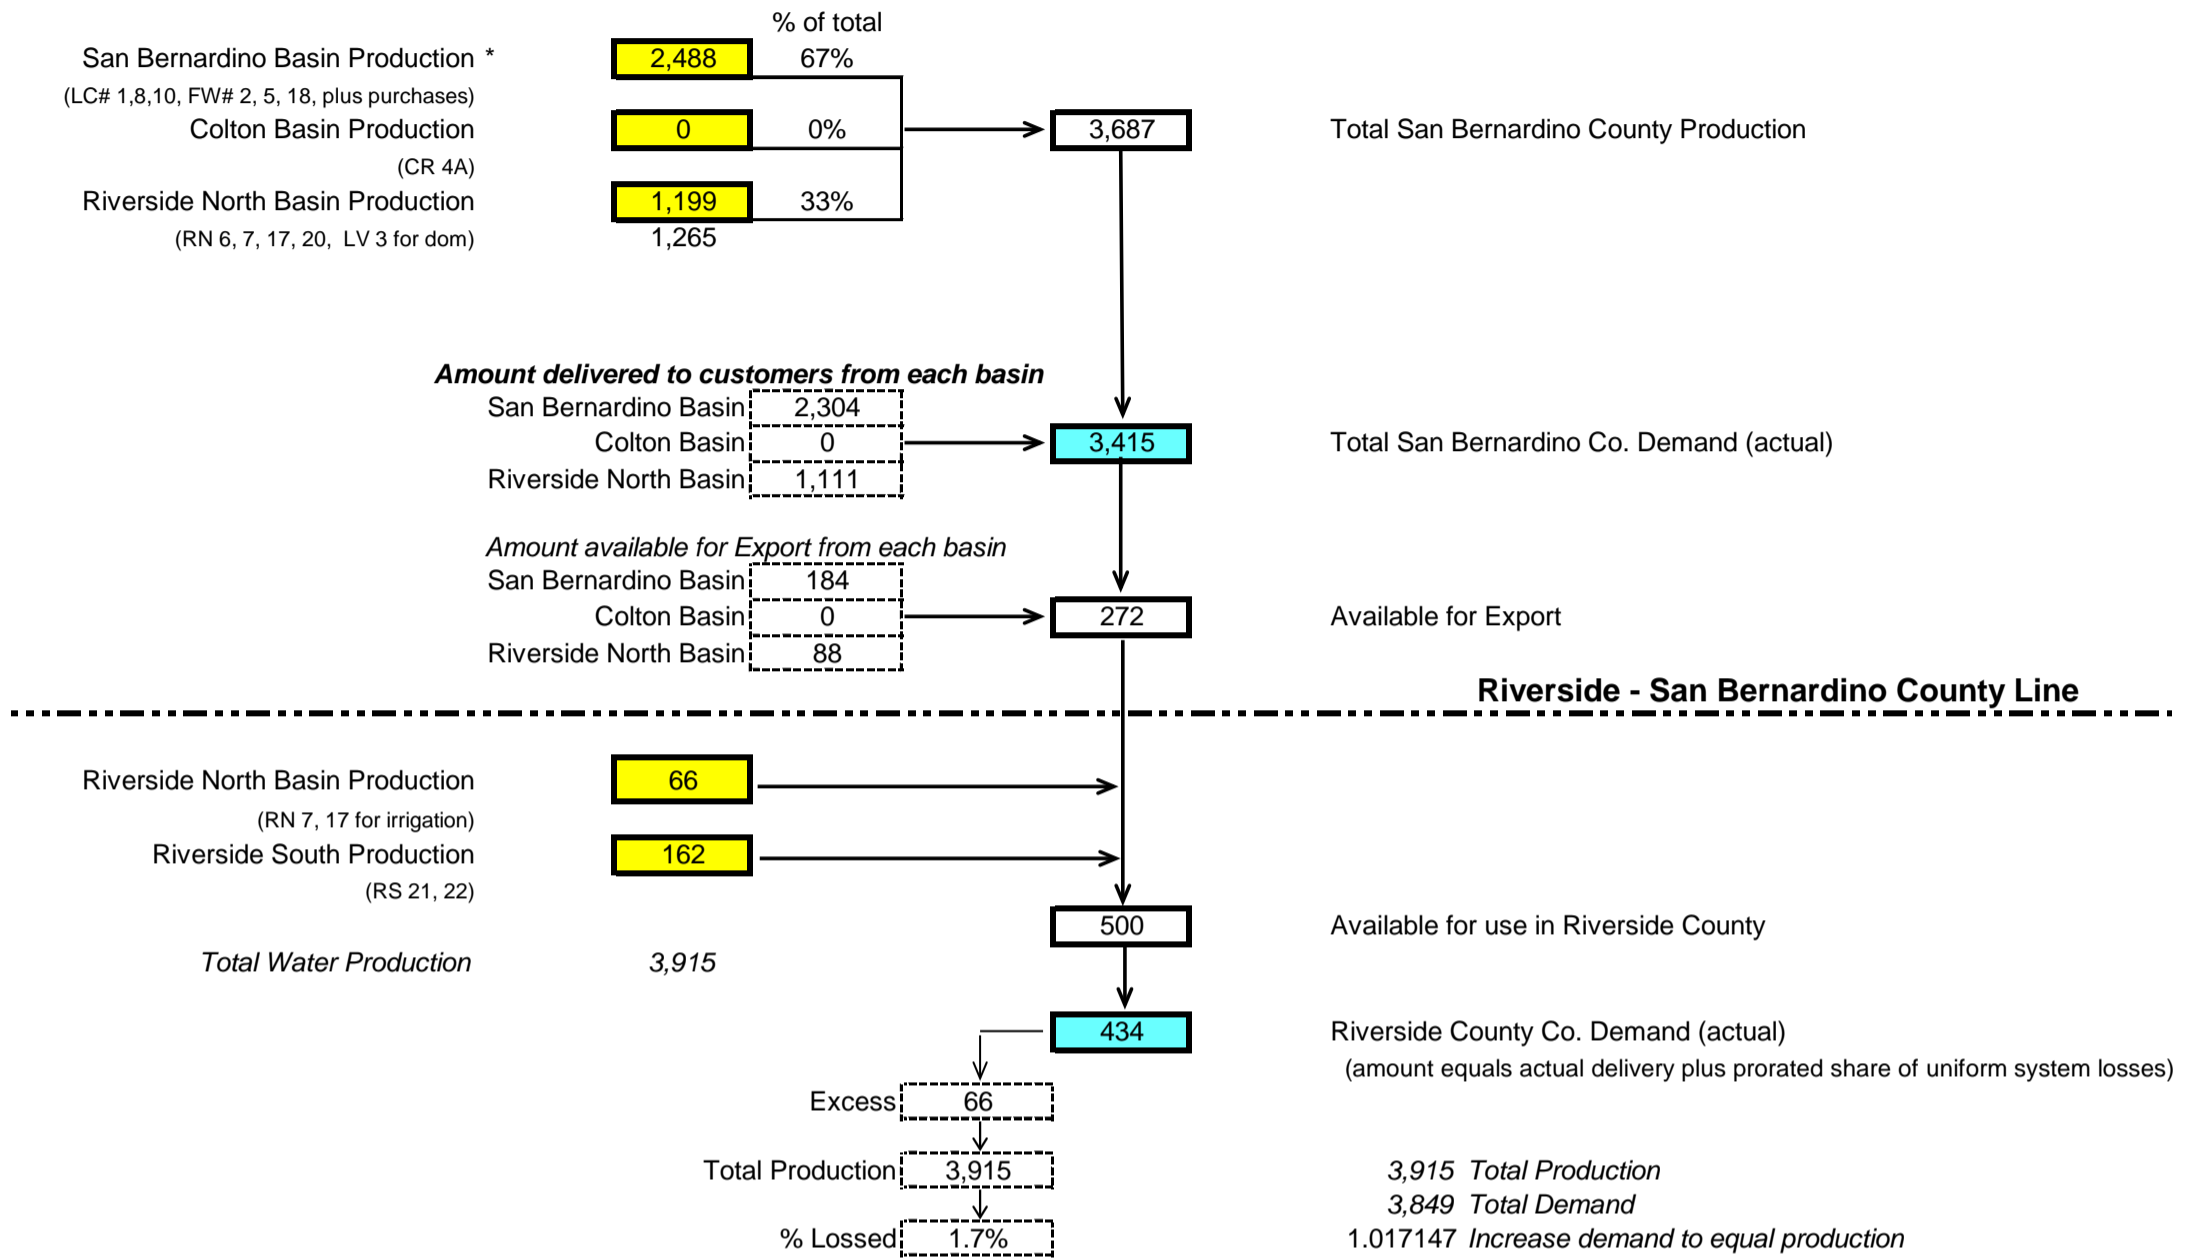 % of total
San Bernardino Basin Production * 2,488 67%
(LC# 1,8,10, FW# 2, 5, 18, plus purchases)
Colton Basin Production 0 0% 3,687 Total San Bernardino County Production
(CR 4A)
Riverside North Basin Production 1,199 33%
(RN 6, 7, 17, 20, LV 3 for dom) 1,265
Amount delivered to customers from each basin
San Bernardino Basin 2,304
Colton Basin 0 3,415 Total San Bernardino Co. Demand (actual)
Riverside North Basin 1,111
Amount available for Export from each basin
San Bernardino Basin 184
Colton Basin 0 272 Available for Export
Riverside North Basin 88
Riverside - San Bernardino County Line
Riverside North Basin Production 66
(RN 7, 17 for irrigation)
Riverside South Production 162
(RS 21, 22)
500 Available for use in Riverside County
Total Water Production 3,915
434 Riverside County Co. Demand (actual)
(amount equals actual delivery plus prorated share of uniform system losses)
Excess 66
Total Production 3,915 3,915 Total Production
3,849 Total Demand
% Lossed 1.7% 1.017147 Increase demand to equal production